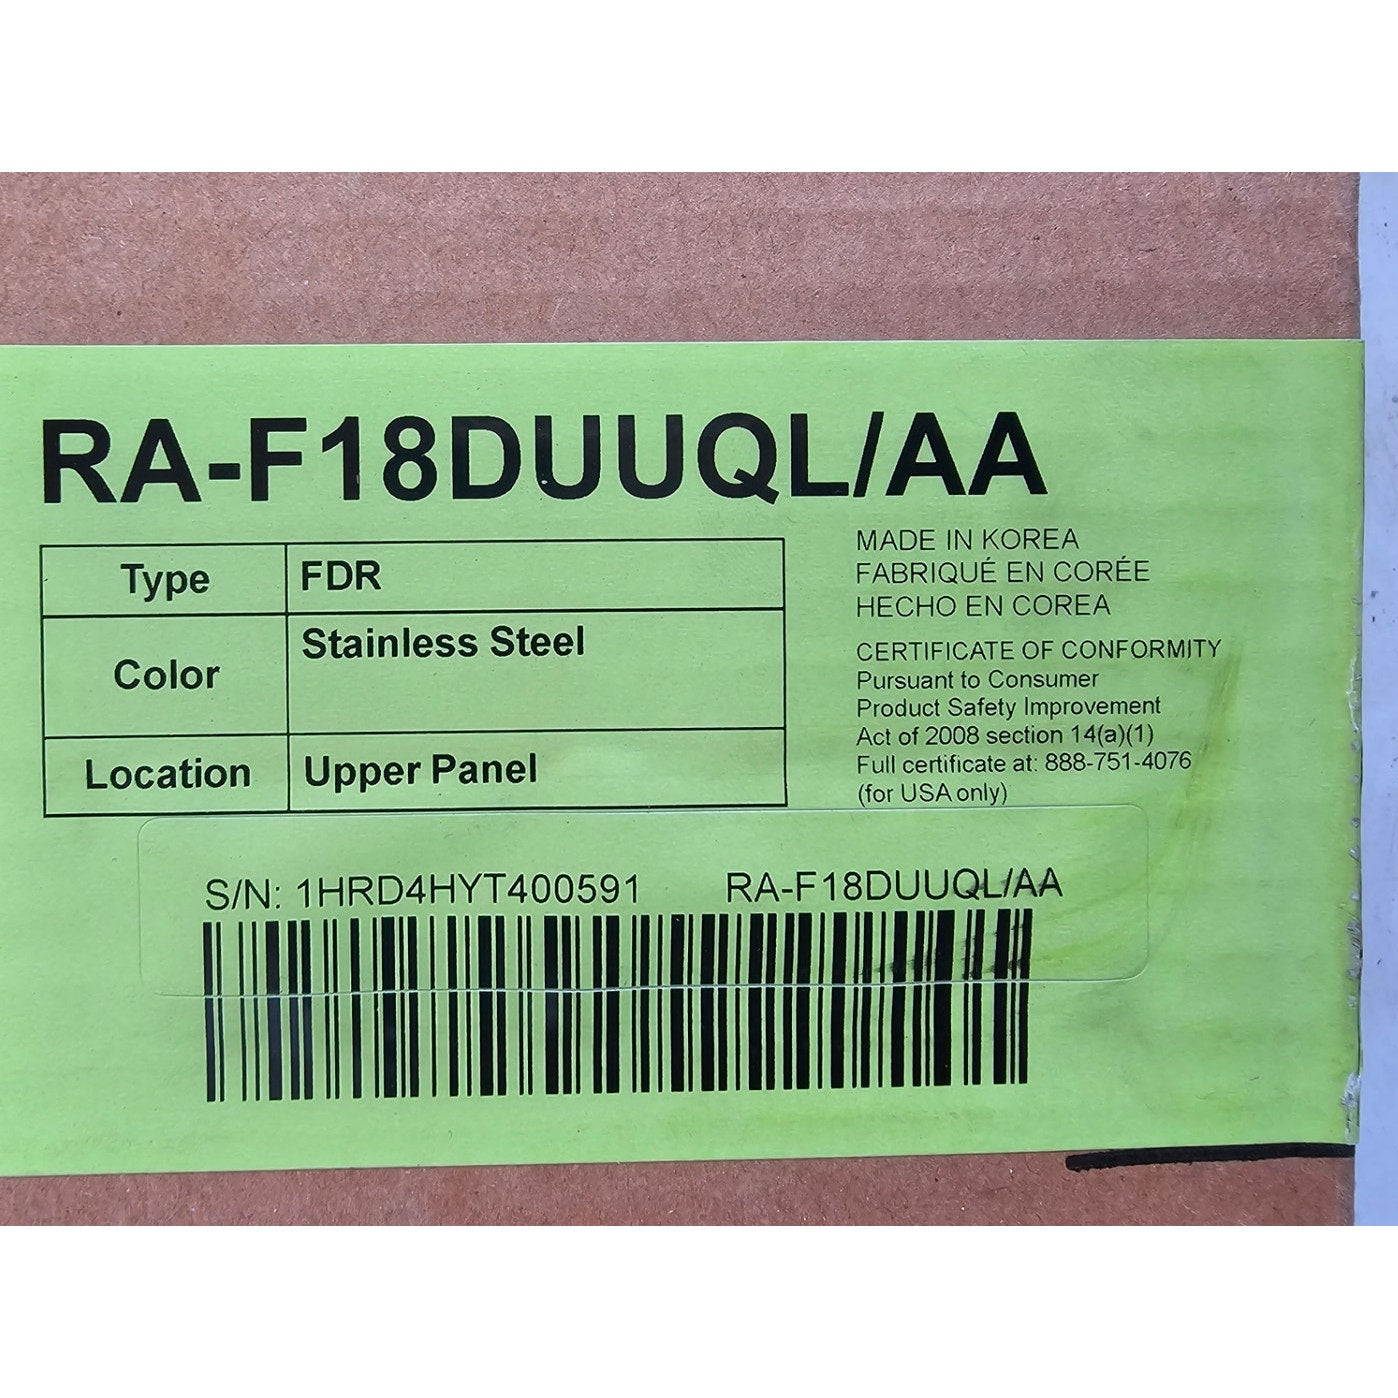 RA-F18DUUQL/AA
Type FDR
Color Stainless Steel
Location Upper Panel
MADE IN KOREA
FABRIQUÉ EN CORÉE
HECHO EN COREA
CERTIFICATE OF CONFORMITY
Pursuant to Consumer
Product Safety Improvement
Act of 2008 section 14(a)(1)
Full certificate at: 888-751-4076
(for USA only)
S/N: 1HRD4HYT400591 RA-F18DUUQL/AA